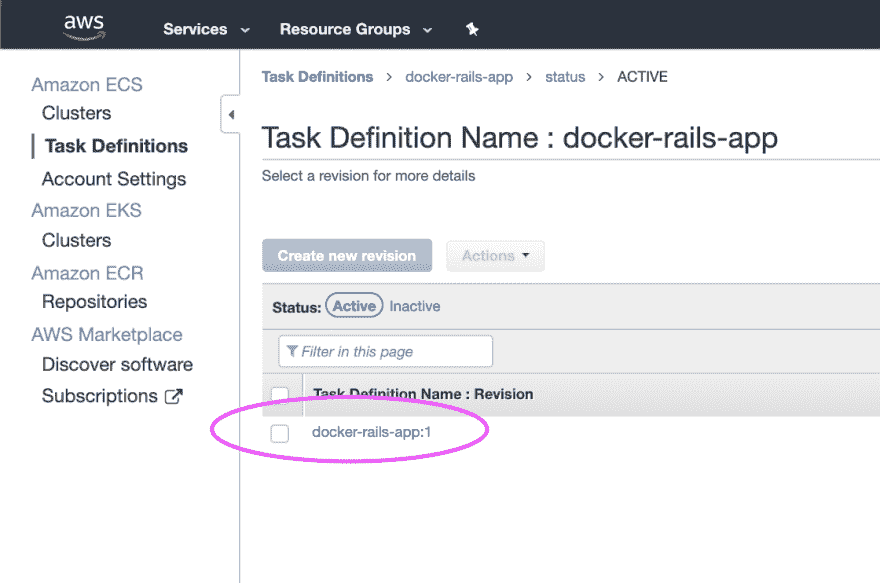 aws Services Resource Groups
Amazon ECS
Clusters
Task Definitions
Account Settings
Amazon EKS
Clusters
Amazon ECR
Repositories
AWS Marketplace
Discover software
Subscriptions
Task Definitions > docker-rails-app > status > ACTIVE
Task Definition Name : docker-rails-app
Select a revision for more details
Create new revision Actions
Status: Active Inactive
Filter in this page
Task Definition Name : Revision
docker-rails-app:1